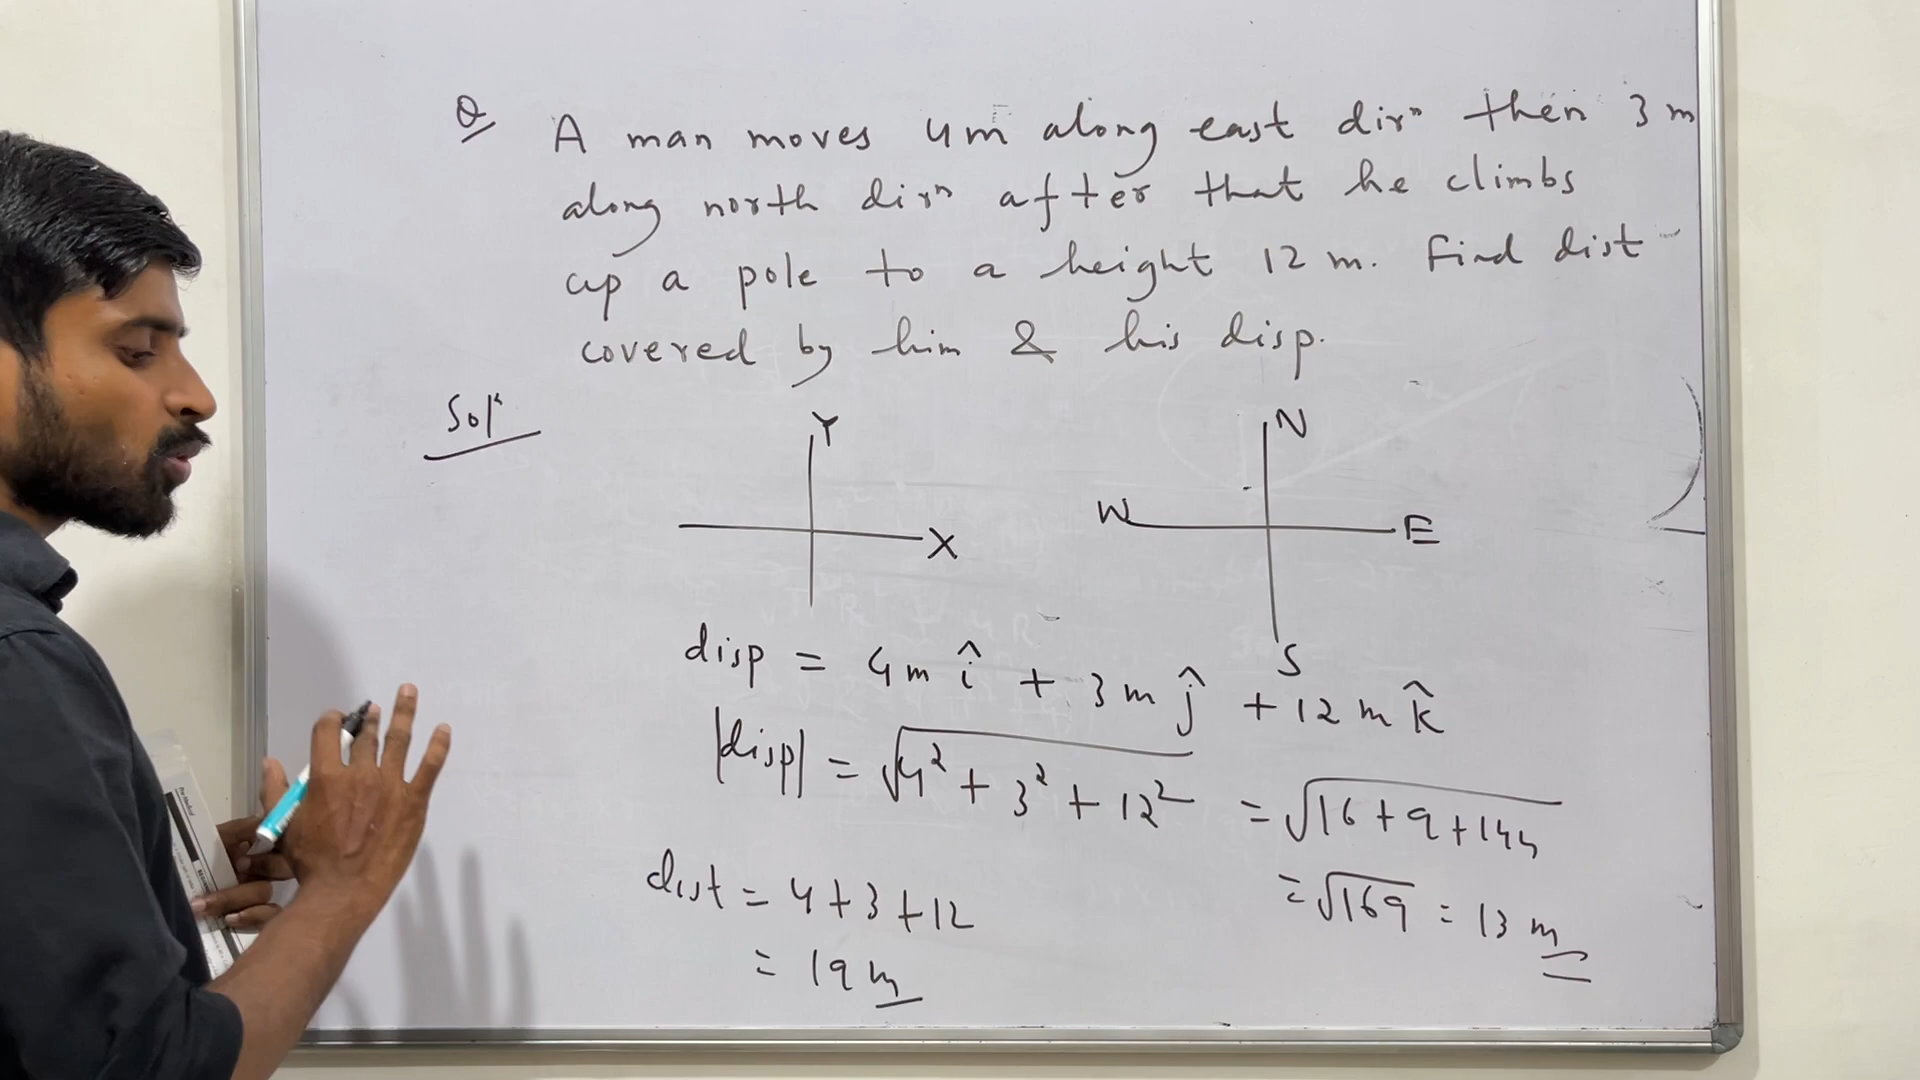 Q A man moves 4m along east dirⁿ then 3 m
along north dirⁿ after that he climbs
up a pole to a height 12 m. Find dist
covered by him & his disp.
Solⁿ
Y
X
N
W
E
S
disp = 4m î + 3m ĵ + 12 m k̂
|disp| = √(4² + 3² + 12²) = √(16 + 9 + 144)
= √169 = 13 m
dist = 4+3+12
= 19 m